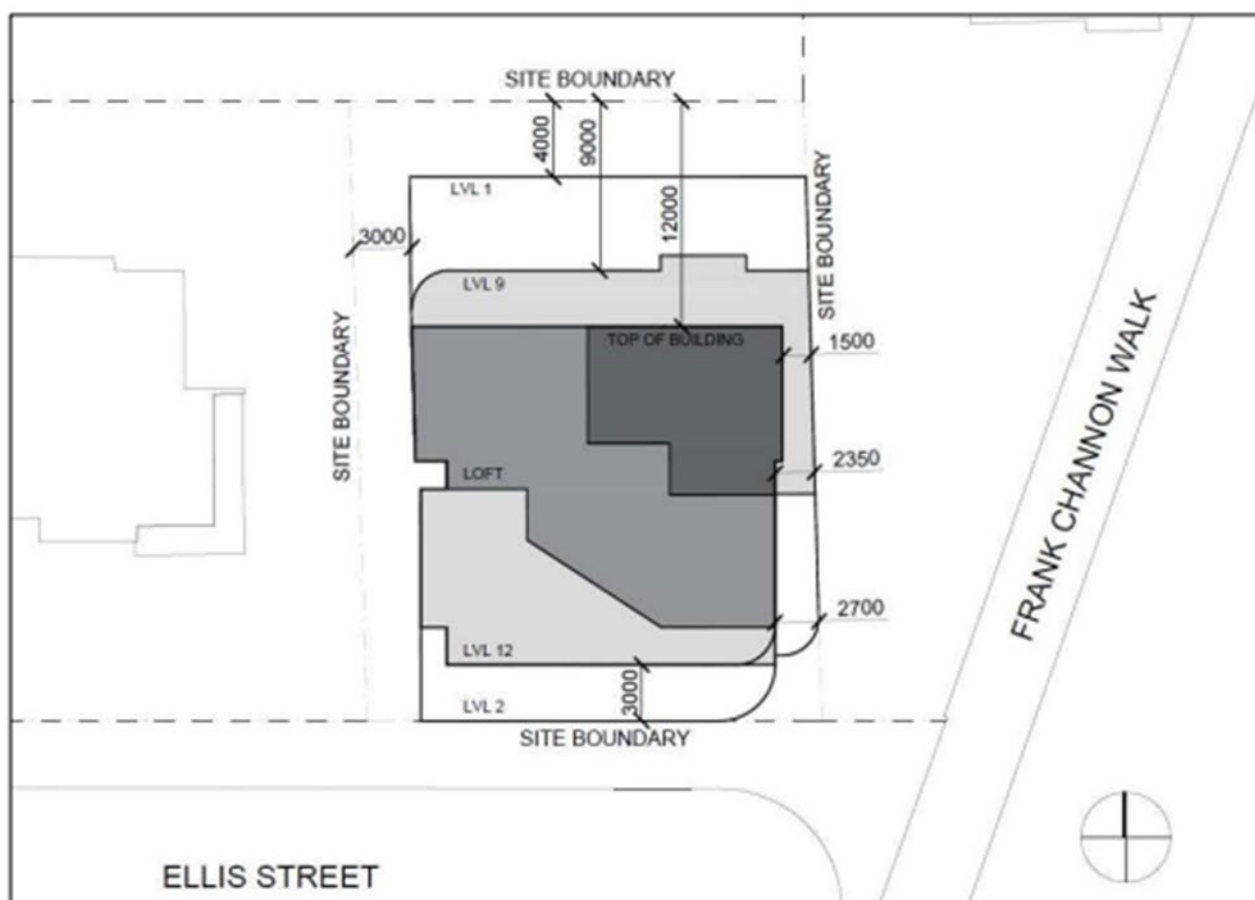 SITE BOUNDARY
4000
9000
LVL 1
SITE BOUNDARY
12000
3000
LVL 9
TOP OF BUILDING
1500
SITE BOUNDARY
FRANK CHANNON WALK
LOFT
2350
2700
LVL 12
3000
LVL 2
SITE BOUNDARY
ELLIS STREET